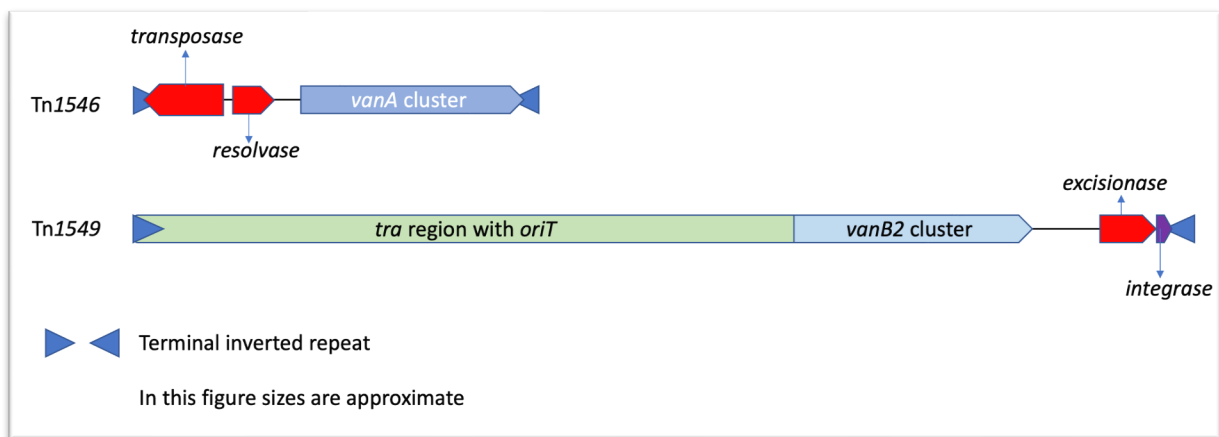 transposase
Tn1546
vanA cluster
resolvase
excisionase
Tn1549
tra region with oriT
vanB2 cluster
integrase
Terminal inverted repeat
In this figure sizes are approximate